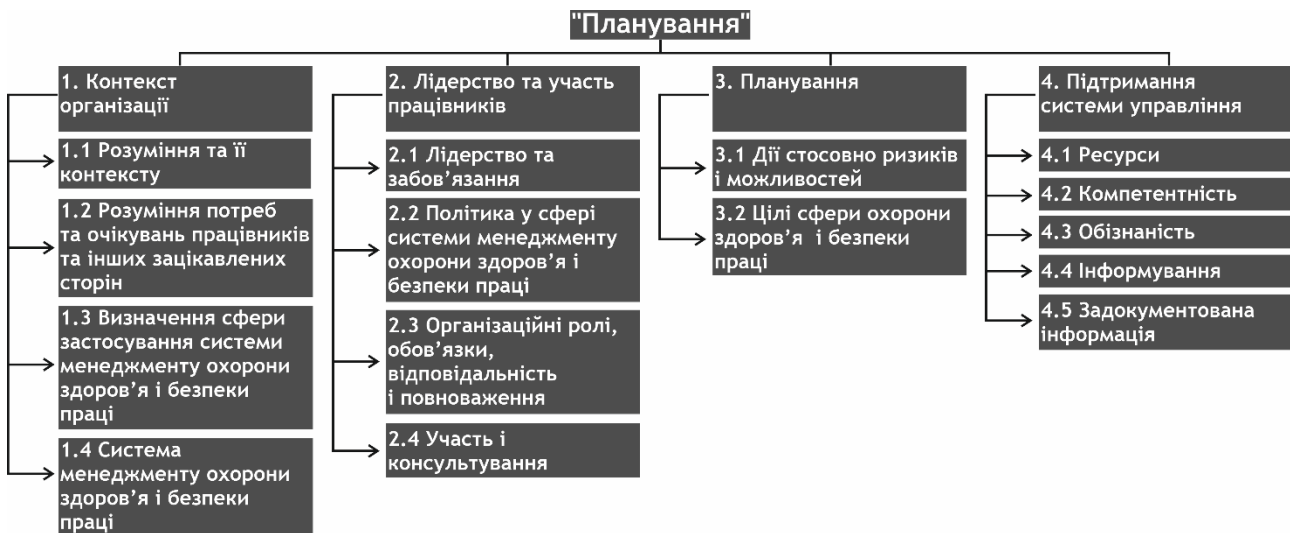 "Планування"
1. Контекст
організації
1.1 Розуміння та її
контексту
1.2 Розуміння потреб
та очікувань працівників
та інших зацікавлених
сторін
1.3 Визначення сфери
застосування системи
менеджменту охорони
здоров’я і безпеки
праці
1.4 Система
менеджменту охорони
здоров’я і безпеки
праці
2. Лідерство та участь
працівників
2.1 Лідерство та
забов’язання
2.2 Політика у сфері
системи менеджменту
охорони здоров’я і
безпеки праці
2.3 Організаційні ролі,
обов’язки,
відповідальність
і повноваження
2.4 Участь і
консультування
3. Планування
3.1 Дії стосовно ризиків
і можливостей
3.2 Цілі сфери охорони
здоров’я і безпеки
праці
4. Підтримання
системи управління
4.1 Ресурси
4.2 Компетентність
4.3 Обізнаність
4.4 Інформування
4.5 Задокументована
інформація